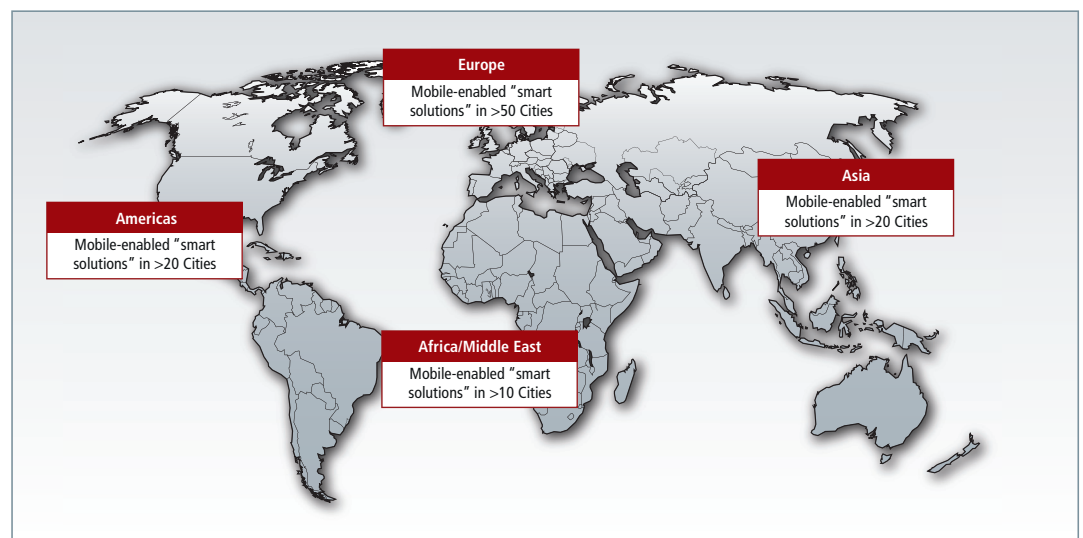 Europe
Mobile-enabled “smart
solutions” in >50 Cities
Asia
Mobile-enabled “smart
solutions” in >20 Cities
Americas
Mobile-enabled “smart
solutions” in >20 Cities
Africa/Middle East
Mobile-enabled “smart
solutions” in >10 Cities